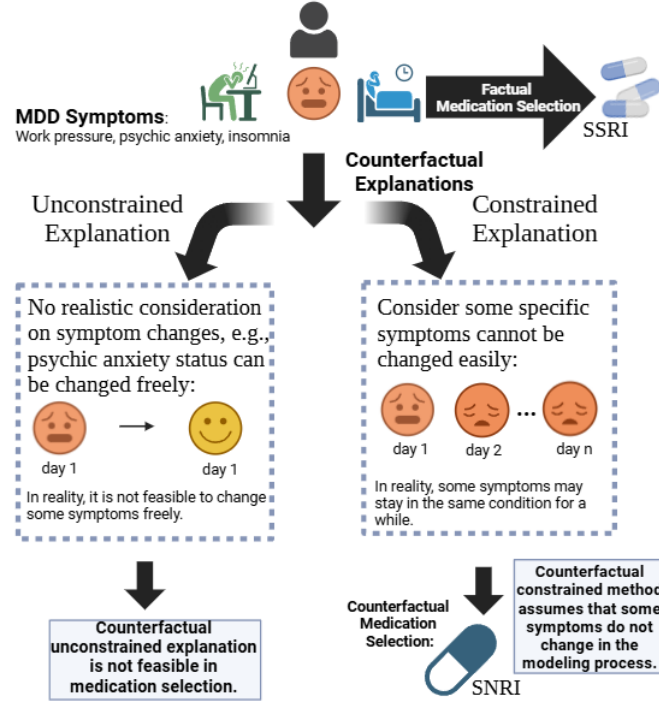 MDD Symptoms:
Work pressure, psychic anxiety, insomnia
Factual
Medication Selection
SSRI
Counterfactual
Explanations
Unconstrained
Explanation
Constrained
Explanation
No realistic consideration
on symptom changes, e.g.,
psychic anxiety status can
be changed freely:
day 1
day 1
In reality, it is not feasible to change
some symptoms freely.
Consider some specific
symptoms cannot be
changed easily:
...
day 1
day 2
day n
In reality, some symptoms may
stay in the same condition for a
while.
Counterfactual
unconstrained explanation
is not feasible in
medication selection.
Counterfactual
Medication
Selection:
SNRI
Counterfactual
constrained method
assumes that some
symptoms do not
change in the
modeling process.